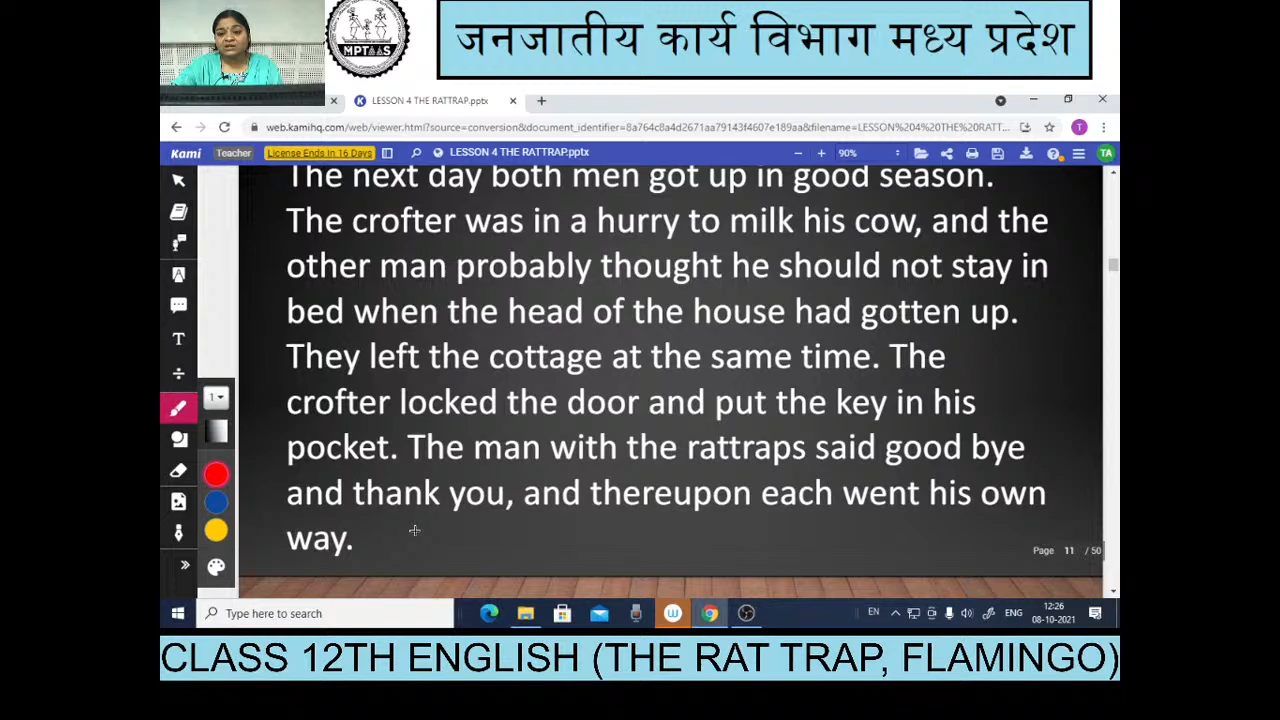 जनजातीय कार्य विभाग मध्य प्रदेश
MPTAAS
LESSON 4 THE RATTRAP.pptx
web.kamihq.com/web/viewer.html?source=conversion&document_identifier=8a764c8a4d2671aa79143f4607e189aa&filename=LESSON%204%20THE%20RATT...
T
Kami Teacher License Ends In 16 Days LESSON 4 THE RATTRAP.pptx 90% TA
The next day both men got up in good season.
The crofter was in a hurry to milk his cow, and the
other man probably thought he should not stay in
bed when the head of the house had gotten up.
They left the cottage at the same time. The
crofter locked the door and put the key in his
pocket. The man with the rattraps said good bye
and thank you, and thereupon each went his own
way.
1
Page 11 / 50
Type here to search
EN ENG 12:26
08-10-2021
CLASS 12TH ENGLISH (THE RAT TRAP, FLAMINGO)